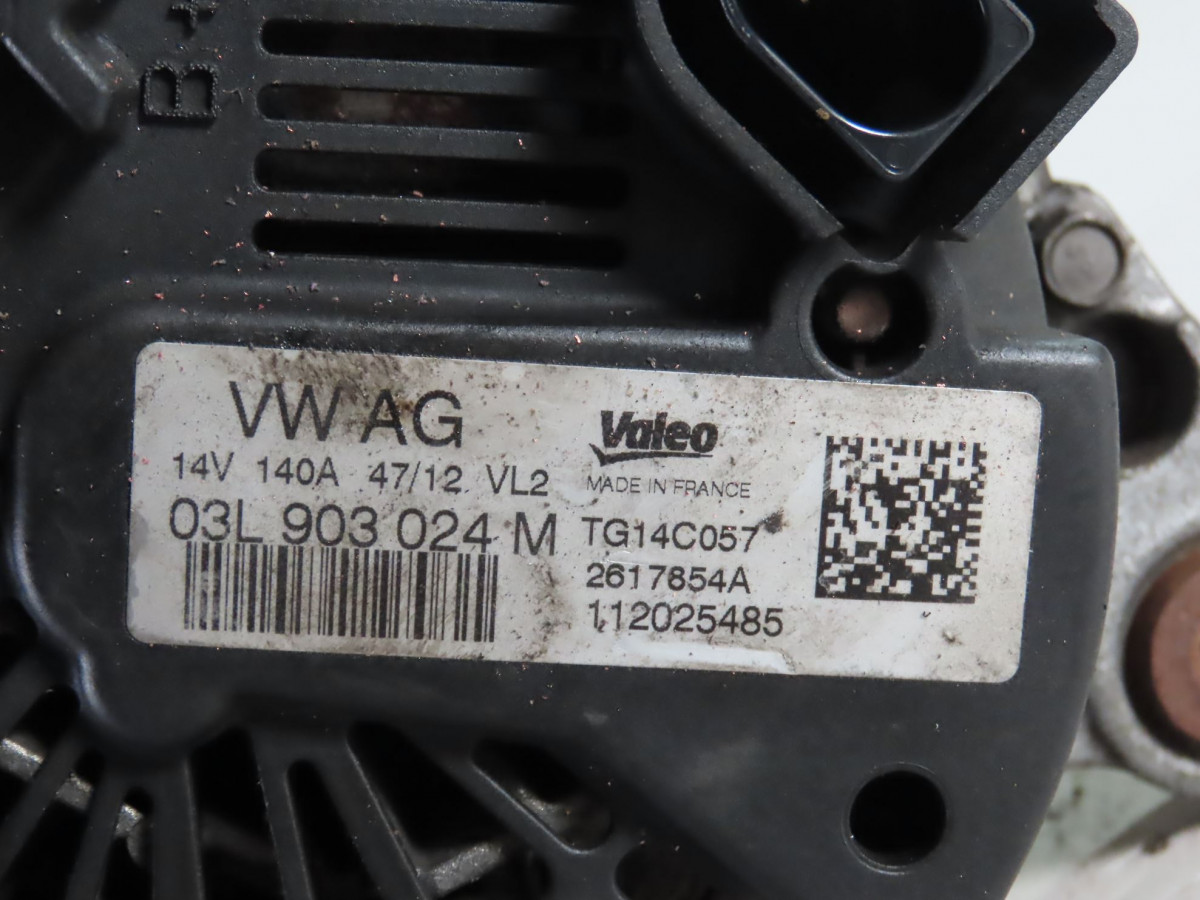 B+
VW AG
14V 140A 47/12 VL2
03L 903 024 M
Valeo
MADE IN FRANCE
TG14C057
2617854A
112025485